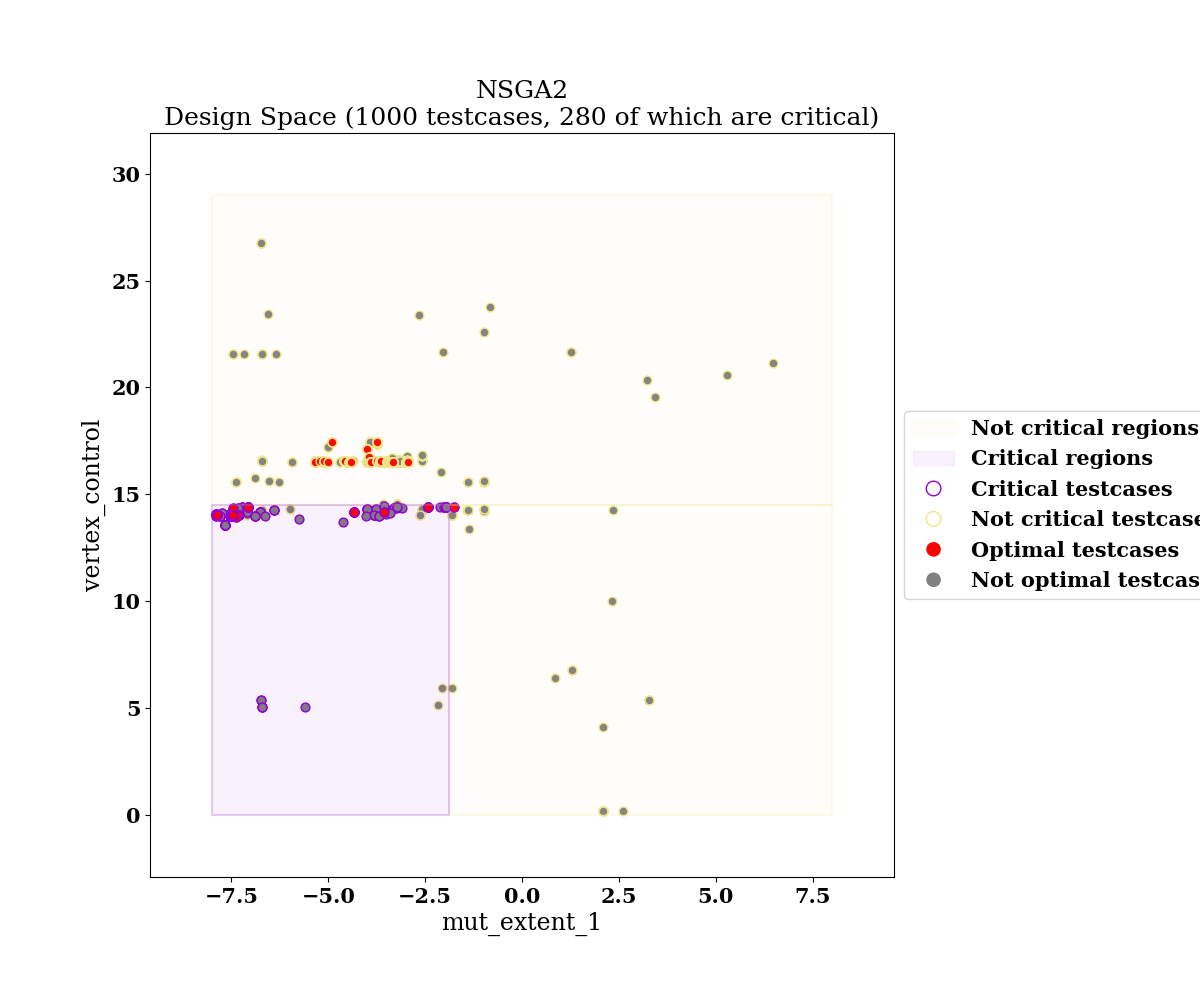 NSGA2
Design Space (1000 testcases, 280 of which are critical)
30
25
20
15
10
5
0
vertex_control
−7.5
−5.0
−2.5
0.0
2.5
5.0
7.5
mut_extent_1
Not critical regions
Critical regions
Critical testcases
Not critical testcase
Optimal testcases
Not optimal testcas